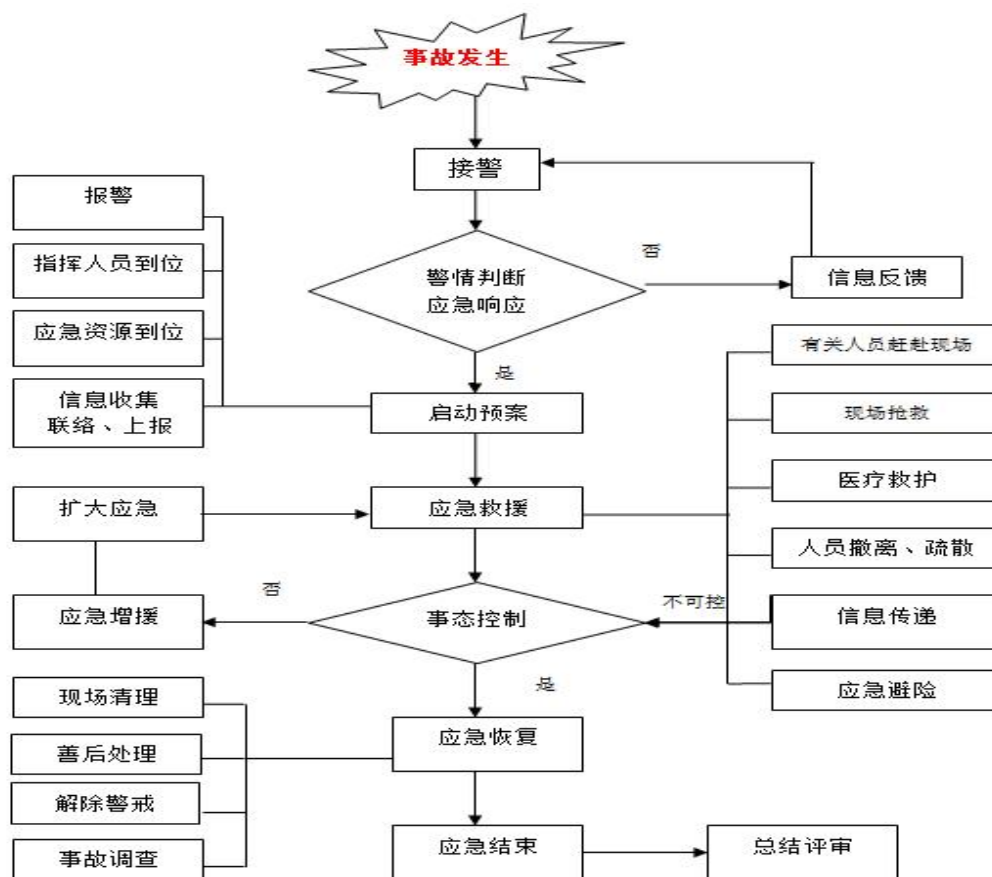 事故发生
接警
报警
指挥人员到位
应急资源到位
信息收集
联络、上报
警情判断
应急响应
否
信息反馈
是
启动预案
有关人员赶赴现场
现场抢救
医疗救护
人员撤离、疏散
信息传递
应急避险
扩大应急
应急救援
否
应急增援
事态控制
不可控
是
现场清理
善后处理
解除警戒
事故调查
应急恢复
应急结束
总结评审